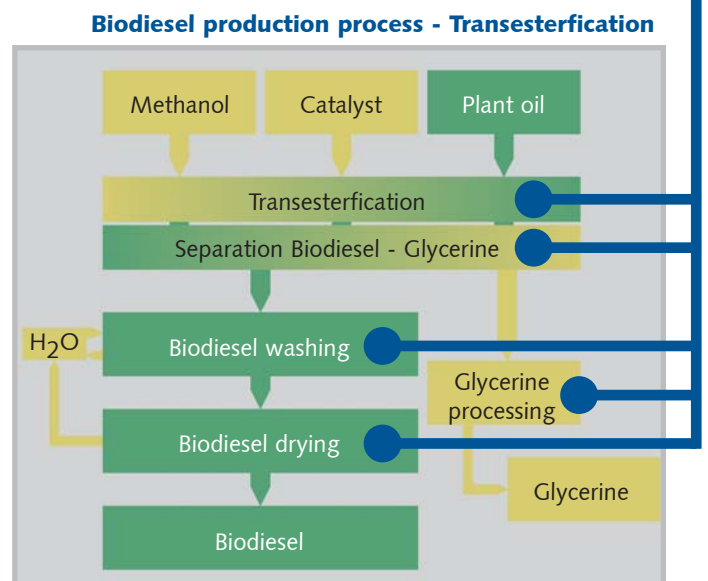 Biodiesel production process - Transesterfication
Methanol
Catalyst
Plant oil
Transesterfication
Separation Biodiesel - Glycerine
H2O
Biodiesel washing
Glycerine
processing
Biodiesel drying
Glycerine
Biodiesel